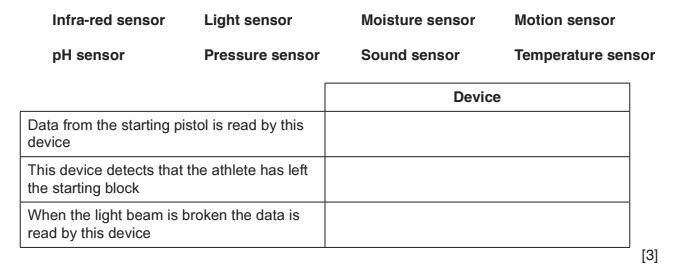 Infra-red sensor Light sensor Moisture sensor Motion sensor
pH sensor Pressure sensor Sound sensor Temperature sensor
Device
Data from the starting pistol is read by this
device
This device detects that the athlete has left
the starting block
When the light beam is broken the data is
read by this device
[3]